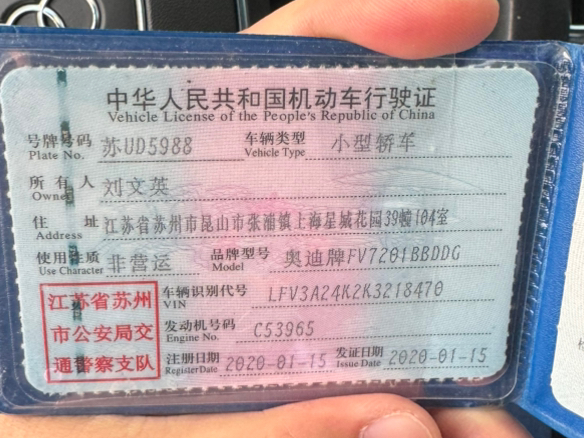 中华人民共和国机动车行驶证
Vehicle License of the People's Republic of China
号牌号码 苏UD5988 车辆类型 小型轿车
Plate No. Vehicle Type
所有人 刘文英
Owner
住址 江苏省苏州市昆山市张浦镇上海星城花园39幢104室
Address
使用性质 非营运 品牌型号 奥迪牌FV7201BBDDG
Use Character Model
江苏省苏州
市公安局交
通警察支队
车辆识别代号 LFV3A24K2K3218470
VIN
发动机号码 C53965
Engine No.
注册日期 2020-01-15 发证日期 2020-01-15
Register Date Issue Date